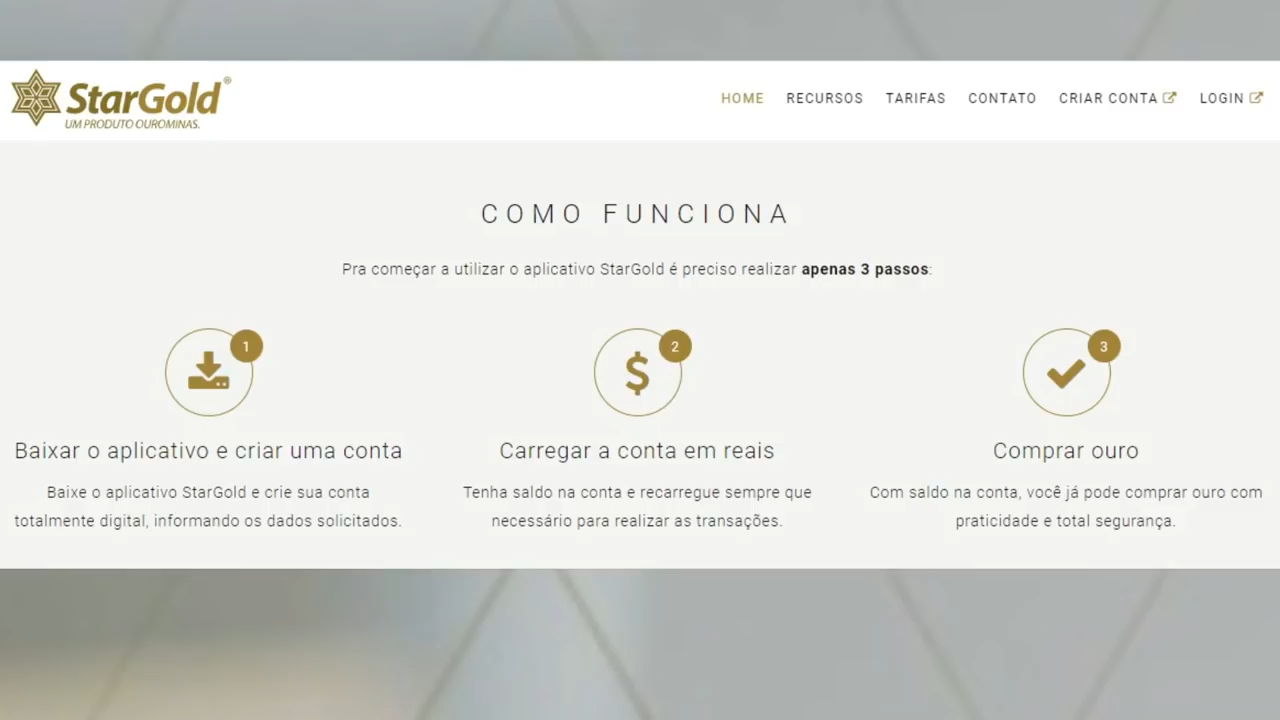 StarGold®
UM PRODUTO OUROMINAS.
HOME RECURSOS TARIFAS CONTATO CRIAR CONTA LOGIN
COMO FUNCIONA
Pra começar a utilizar o aplicativo StarGold é preciso realizar apenas 3 passos:
1
2
3
Baixar o aplicativo e criar uma conta
Baixe o aplicativo StarGold e crie sua conta
totalmente digital, informando os dados solicitados.
Carregar a conta em reais
Tenha saldo na conta e recarregue sempre que
necessário para realizar as transações.
Comprar ouro
Com saldo na conta, você já pode comprar ouro com
praticidade e total segurança.